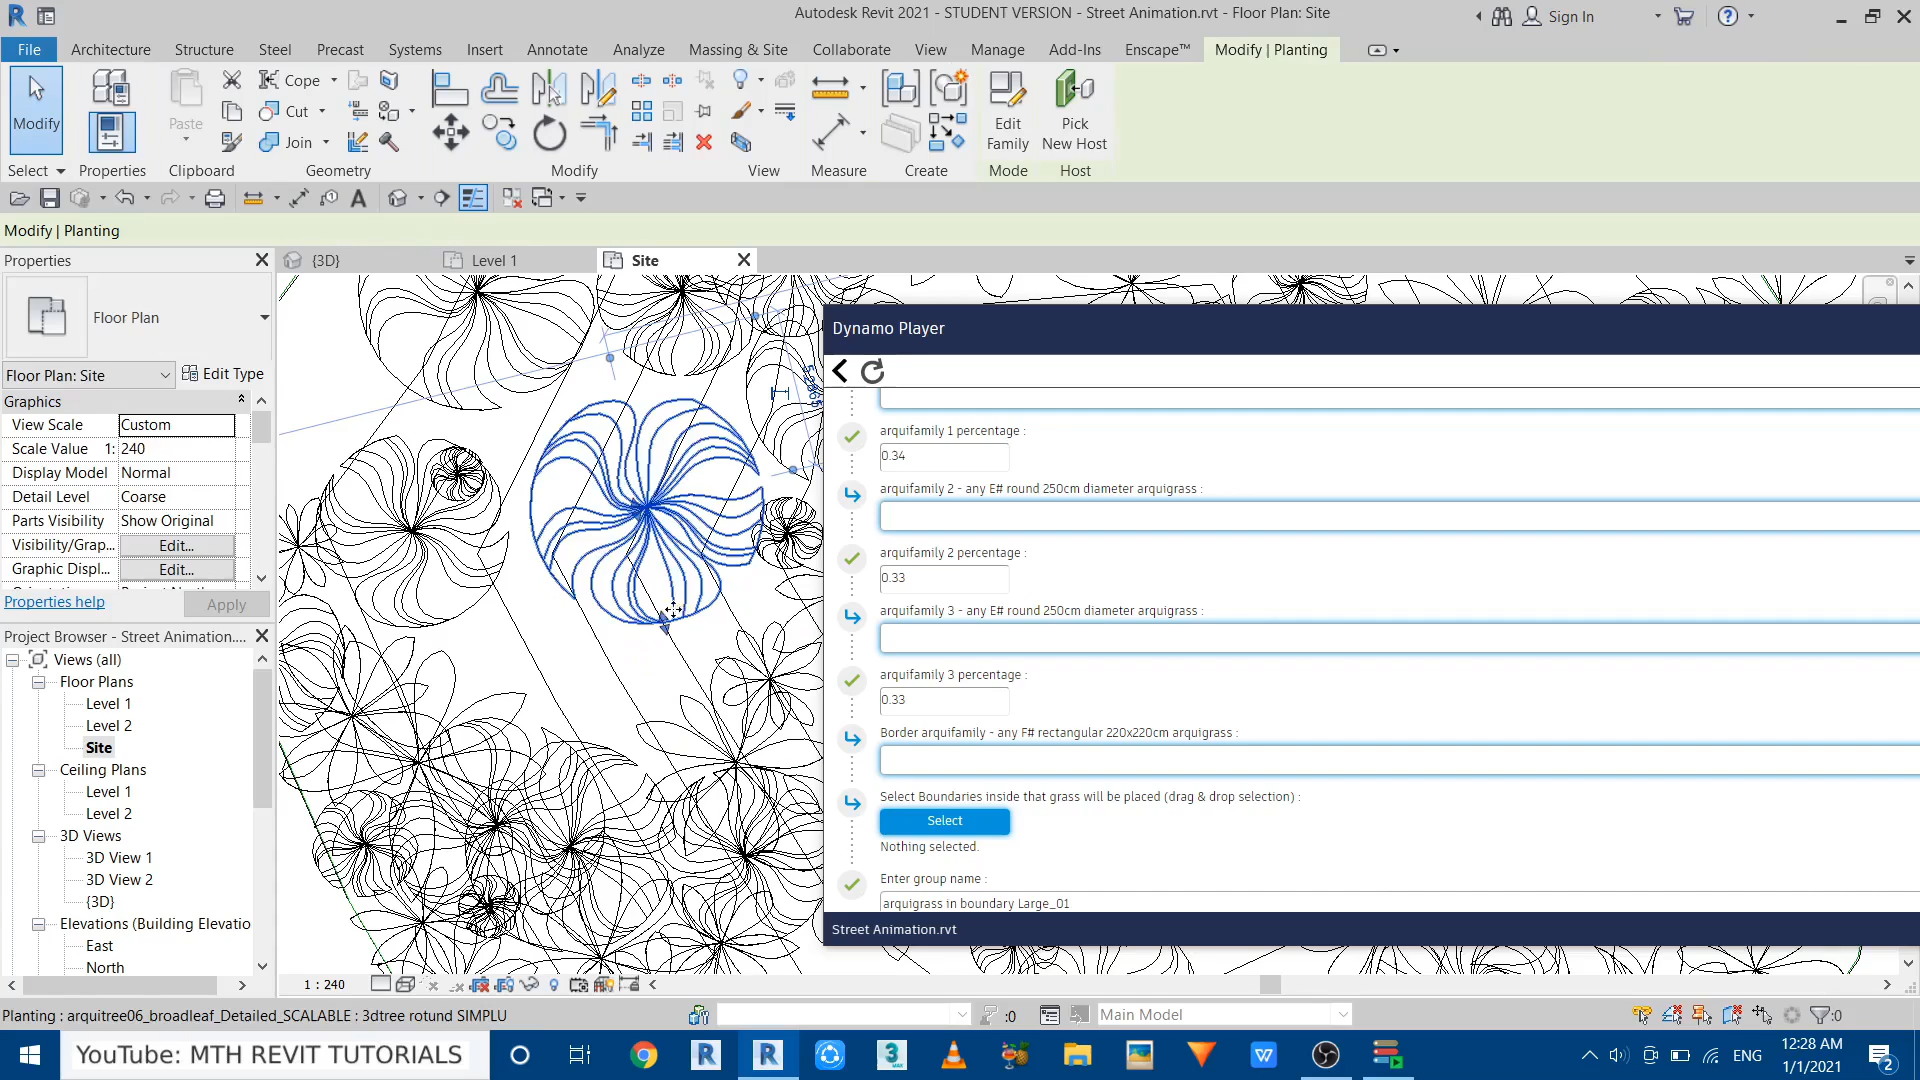 Autodesk Revit 2021 - STUDENT VERSION - Street Animation.rvt - Floor Plan: Site
Sign In
File
Architecture
Structure
Steel
Precast
Systems
Insert
Annotate
Analyze
Massing & Site
Collaborate
View
Manage
Add-Ins
Enscape™
Modify | Planting
Modify
Paste
Cope
Cut
Join
Edit
Family
Pick
New Host
Select
Properties
Clipboard
Geometry
Modify
View
Measure
Create
Mode
Host
Modify | Planting
Properties
{3D}
Level 1
Site
Floor Plan
Floor Plan: Site
Edit Type
Graphics
View Scale
Custom
Scale Value 1:
240
Display Model
Normal
Detail Level
Coarse
Parts Visibility
Show Original
Visibility/Grap...
Edit...
Graphic Displ...
Edit...
Properties help
Apply
Project Browser - Street Animation....
Views (all)
Floor Plans
Level 1
Level 2
Site
Ceiling Plans
Level 1
Level 2
3D Views
3D View 1
3D View 2
{3D}
Elevations (Building Elevatio
East
North
Dynamo Player
arquifamily 1 percentage :
0.34
arquifamily 2 - any E# round 250cm diameter arquigrass :
arquifamily 2 percentage :
0.33
arquifamily 3 - any E# round 250cm diameter arquigrass :
arquifamily 3 percentage :
0.33
Border arquifamily - any F# rectangular 220x220cm arquigrass :
Select Boundaries inside that grass will be placed (drag & drop selection) :
Select
Nothing selected.
Enter group name :
arquigrass in boundary Large_01
Street Animation.rvt
1 : 240
Planting : arquitree06_broadleaf_Detailed_SCALABLE : 3dtree rotund SIMPLU
:0
Main Model
:0
YouTube: MTH REVIT TUTORIALS
ENG
12:28 AM
1/1/2021
2